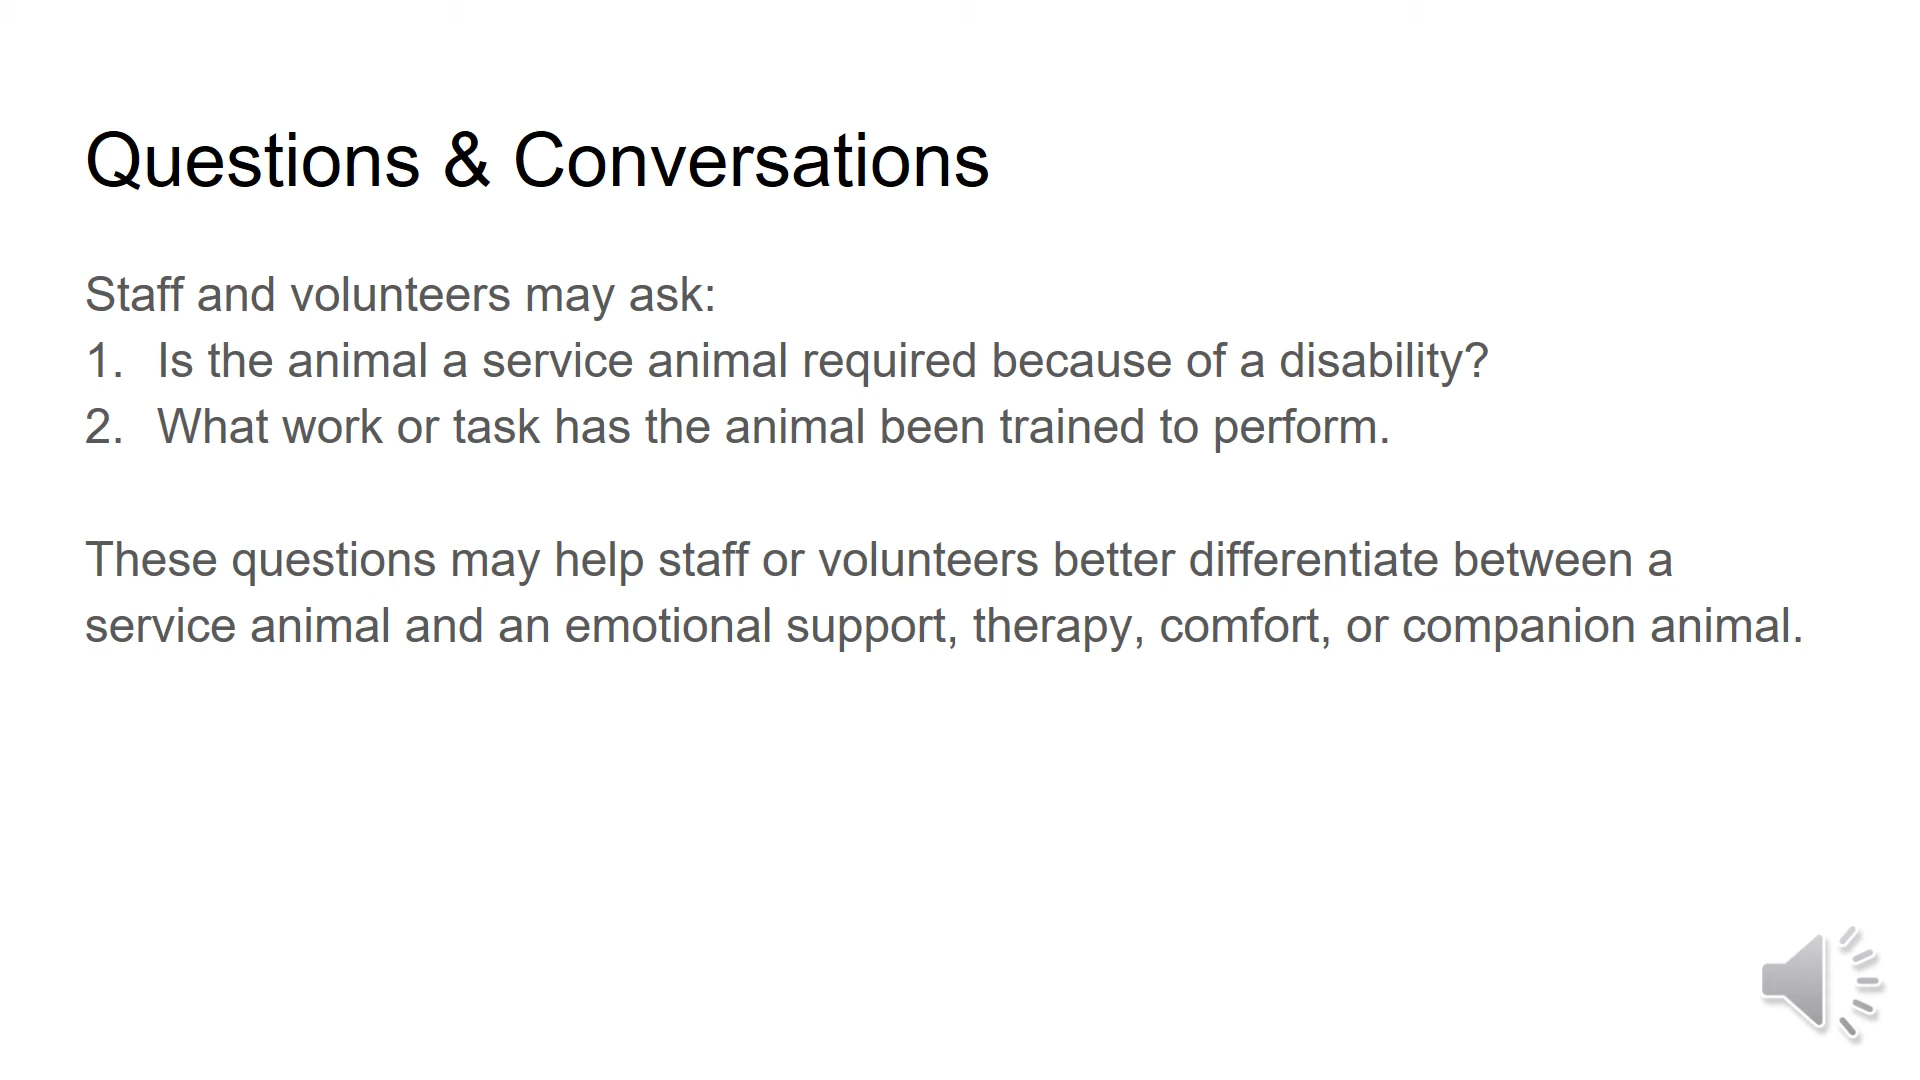 Questions & Conversations
Staff and volunteers may ask:
1. Is the animal a service animal required because of a disability?
2. What work or task has the animal been trained to perform.
These questions may help staff or volunteers better differentiate between a
service animal and an emotional support, therapy, comfort, or companion animal.